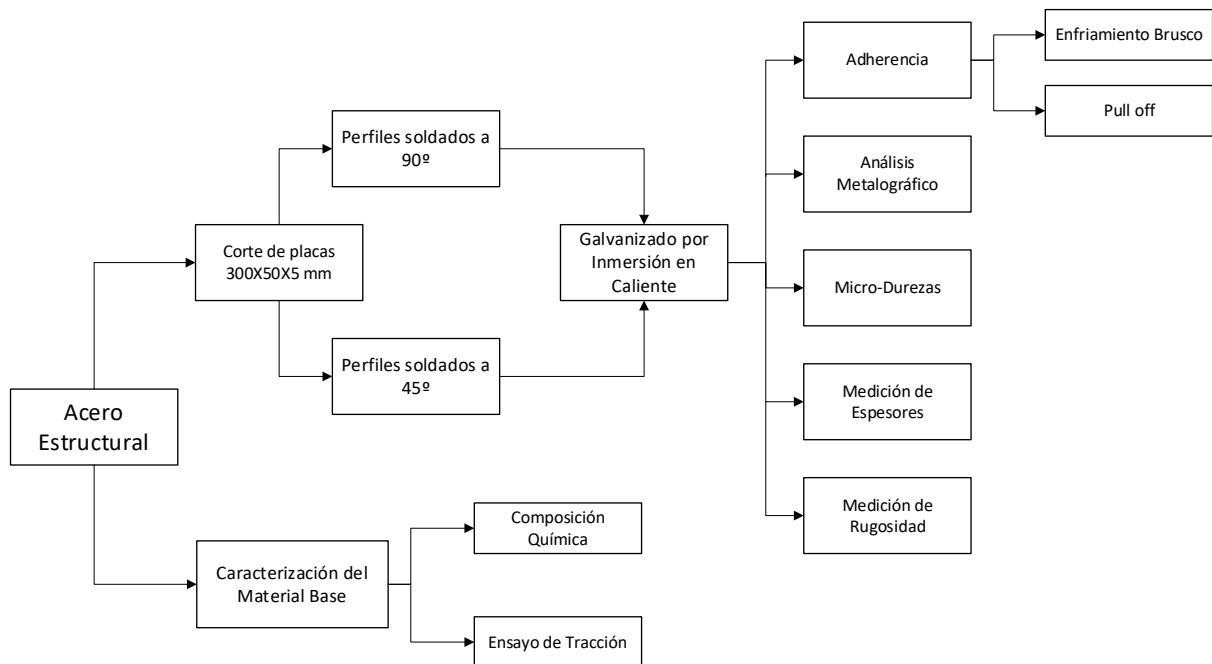 Acero
Estructural
Corte de placas
300X50X5 mm
Perfiles soldados a
90º
Perfiles soldados a
45º
Galvanizado por
Inmersión en
Caliente
Adherencia
Enfriamiento Brusco
Pull off
Análisis
Metalográfico
Micro-Durezas
Medición de
Espesores
Medición de
Rugosidad
Caracterización del
Material Base
Composición
Química
Ensayo de Tracción